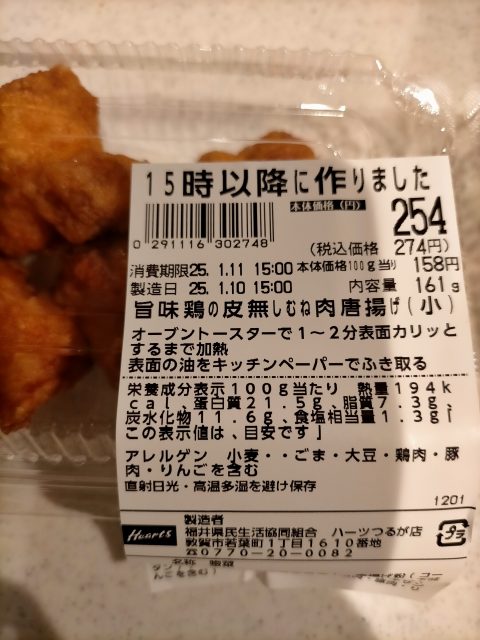 15時以降に作りました
本体価格(円)
254
(税込価格 274円)
0 291116 302748
消費期限25. 1.11 15:00 本体価格100g当り 158円
製造日 25. 1.10 15:00 内容量 161g
旨味鶏の皮無しむね肉唐揚げ(小)
オーブントースターで1～2分表面カリッと
するまで加熱
表面の油をキッチンペーパーでふき取る
栄養成分表示100g当たり 熱量194k
cal,蛋白質21.5g,脂質7.3g,
炭水化物11.6g,食塩相当量1.3g[
この表示値は、目安です]
アレルゲン 小麦・・ごま・大豆・鶏肉・豚
肉・りんごを含む
直射日光・高温多湿を避け保存
1201
製造者
Hearts
福井県民生活協同組合 ハーツつるが店
敦賀市若葉町1丁目1610番地
☎0770-20-0082
プラ
名称
んごを含む)